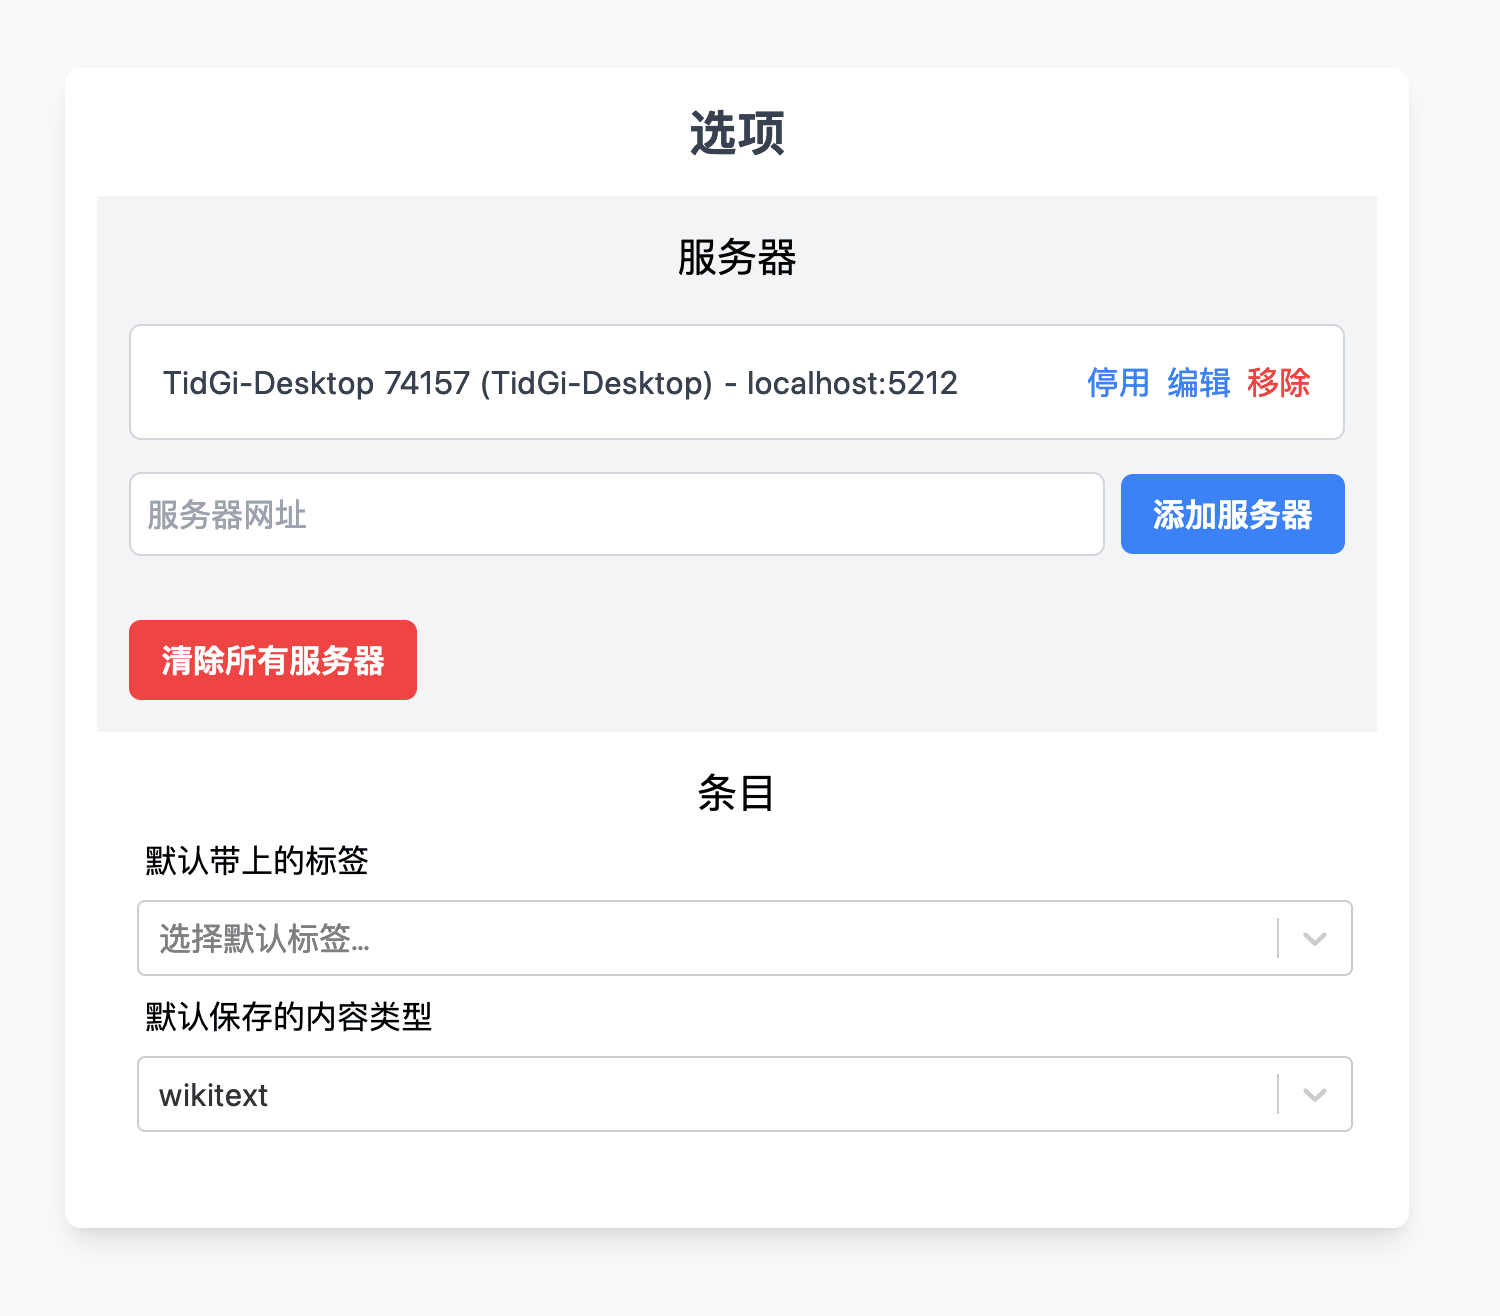 选项
服务器
TidGi-Desktop 74157 (TidGi-Desktop) - localhost:5212 停用 编辑 移除
服务器网址 添加服务器
清除所有服务器
条目
默认带上的标签
选择默认标签...
默认保存的内容类型
wikitext